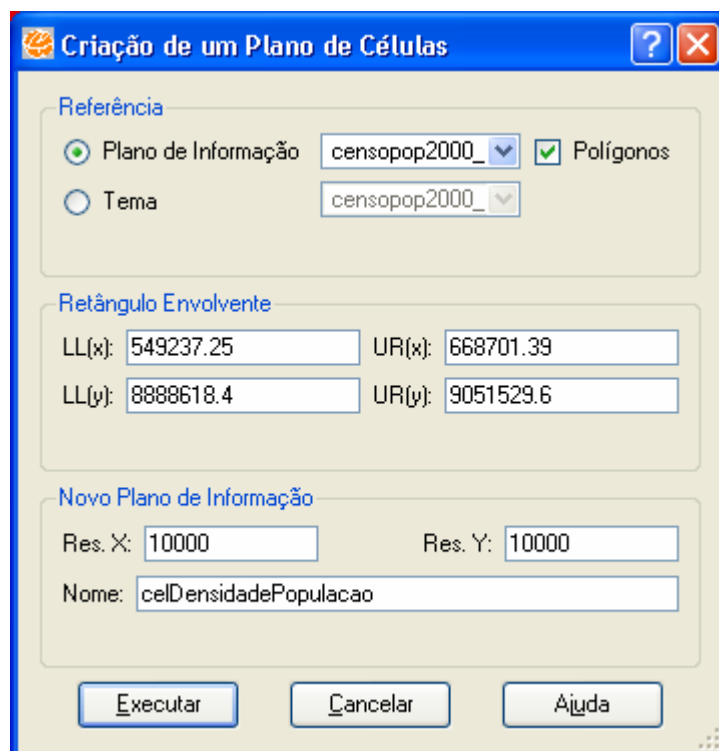 Criação de um Plano de Células
Referência
Plano de Informação censopop2000_ Polígonos
Tema censopop2000_
Retângulo Envolvente
LL(x): 549237.25 UR(x): 668701.39
LL(y): 8888618.4 UR(y): 9051529.6
Novo Plano de Informação
Res. X: 10000 Res. Y: 10000
Nome: celDensidadePopulacao
Executar Cancelar Ajuda